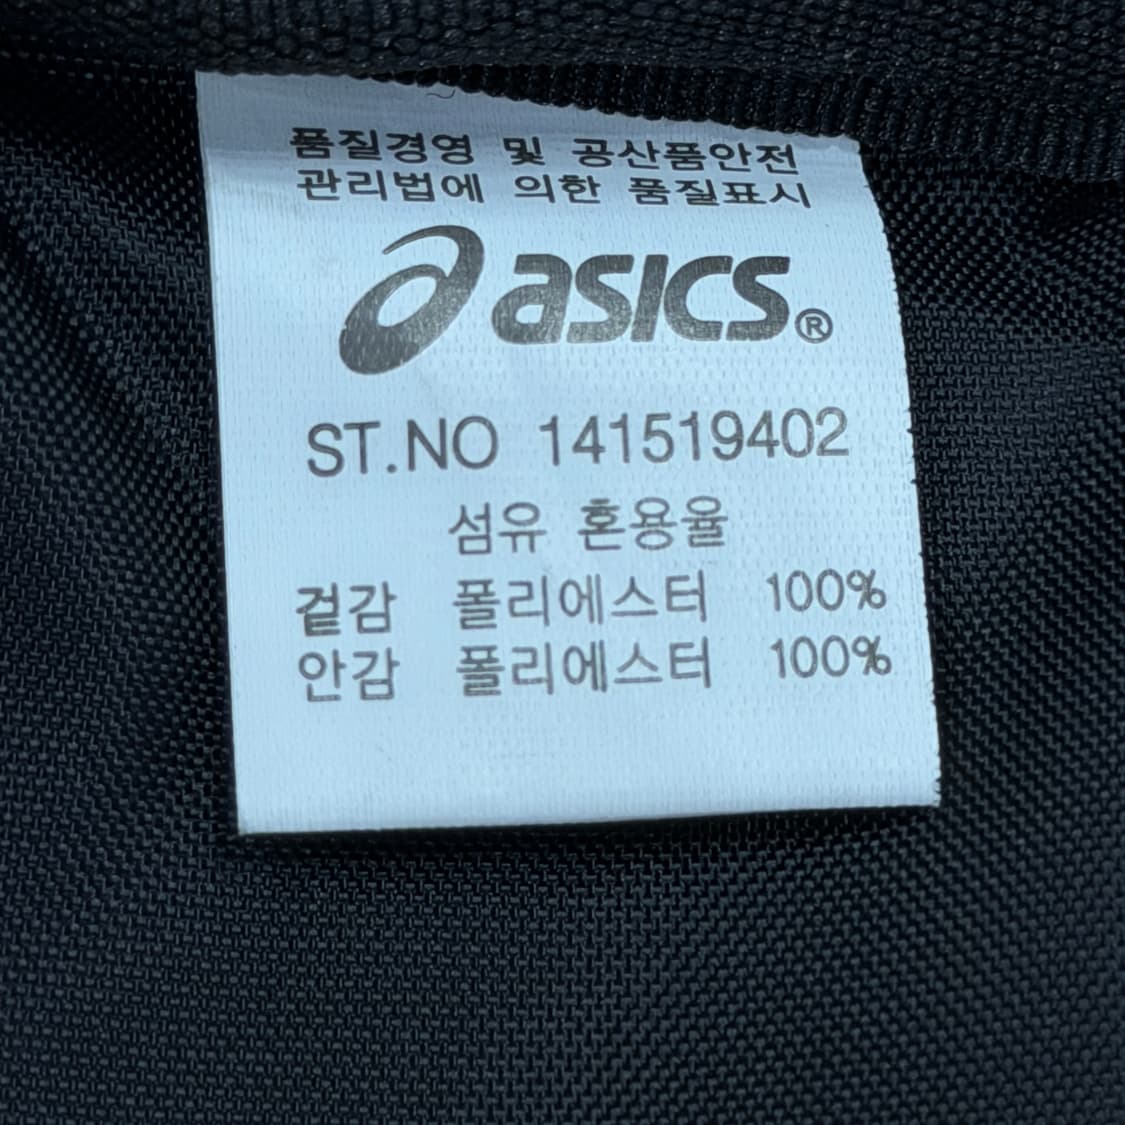 품질경영 및 공산품안전
관리법에 의한 품질표시
asics®
ST.NO 141519402
섬유 혼용율
겉감 폴리에스터 100%
안감 폴리에스터 100%